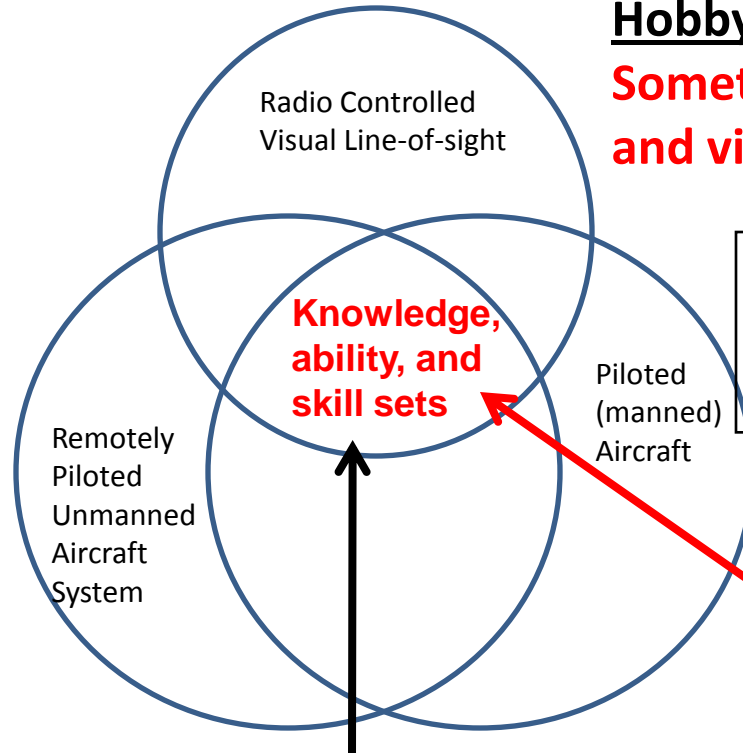 Hobby
Somet
and vi
Radio Controlled
Visual Line-of-sight
Knowledge,
ability, and
skill sets
Piloted
(manned)
Aircraft
Remotely
Piloted
Unmanned
Aircraft
System